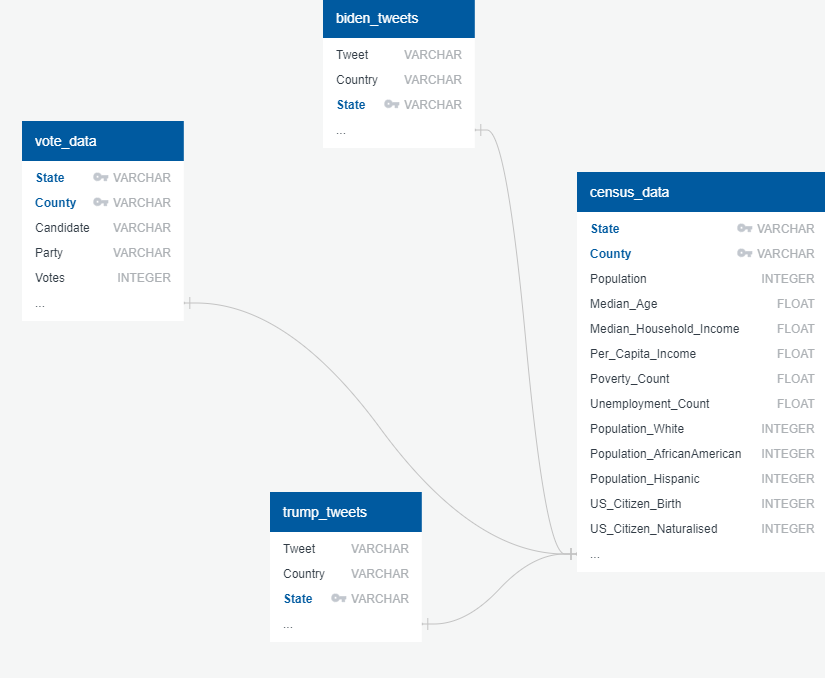 biden_tweets
Tweet VARCHAR
Country VARCHAR
State VARCHAR
...
vote_data
State VARCHAR
County VARCHAR
Candidate VARCHAR
Party VARCHAR
Votes INTEGER
...
census_data
State VARCHAR
County VARCHAR
Population INTEGER
Median_Age FLOAT
Median_Household_Income FLOAT
Per_Capita_Income FLOAT
Poverty_Count FLOAT
Unemployment_Count FLOAT
Population_White INTEGER
Population_AfricanAmerican INTEGER
Population_Hispanic INTEGER
US_Citizen_Birth INTEGER
US_Citizen_Naturalised INTEGER
...
trump_tweets
Tweet VARCHAR
Country VARCHAR
State VARCHAR
...